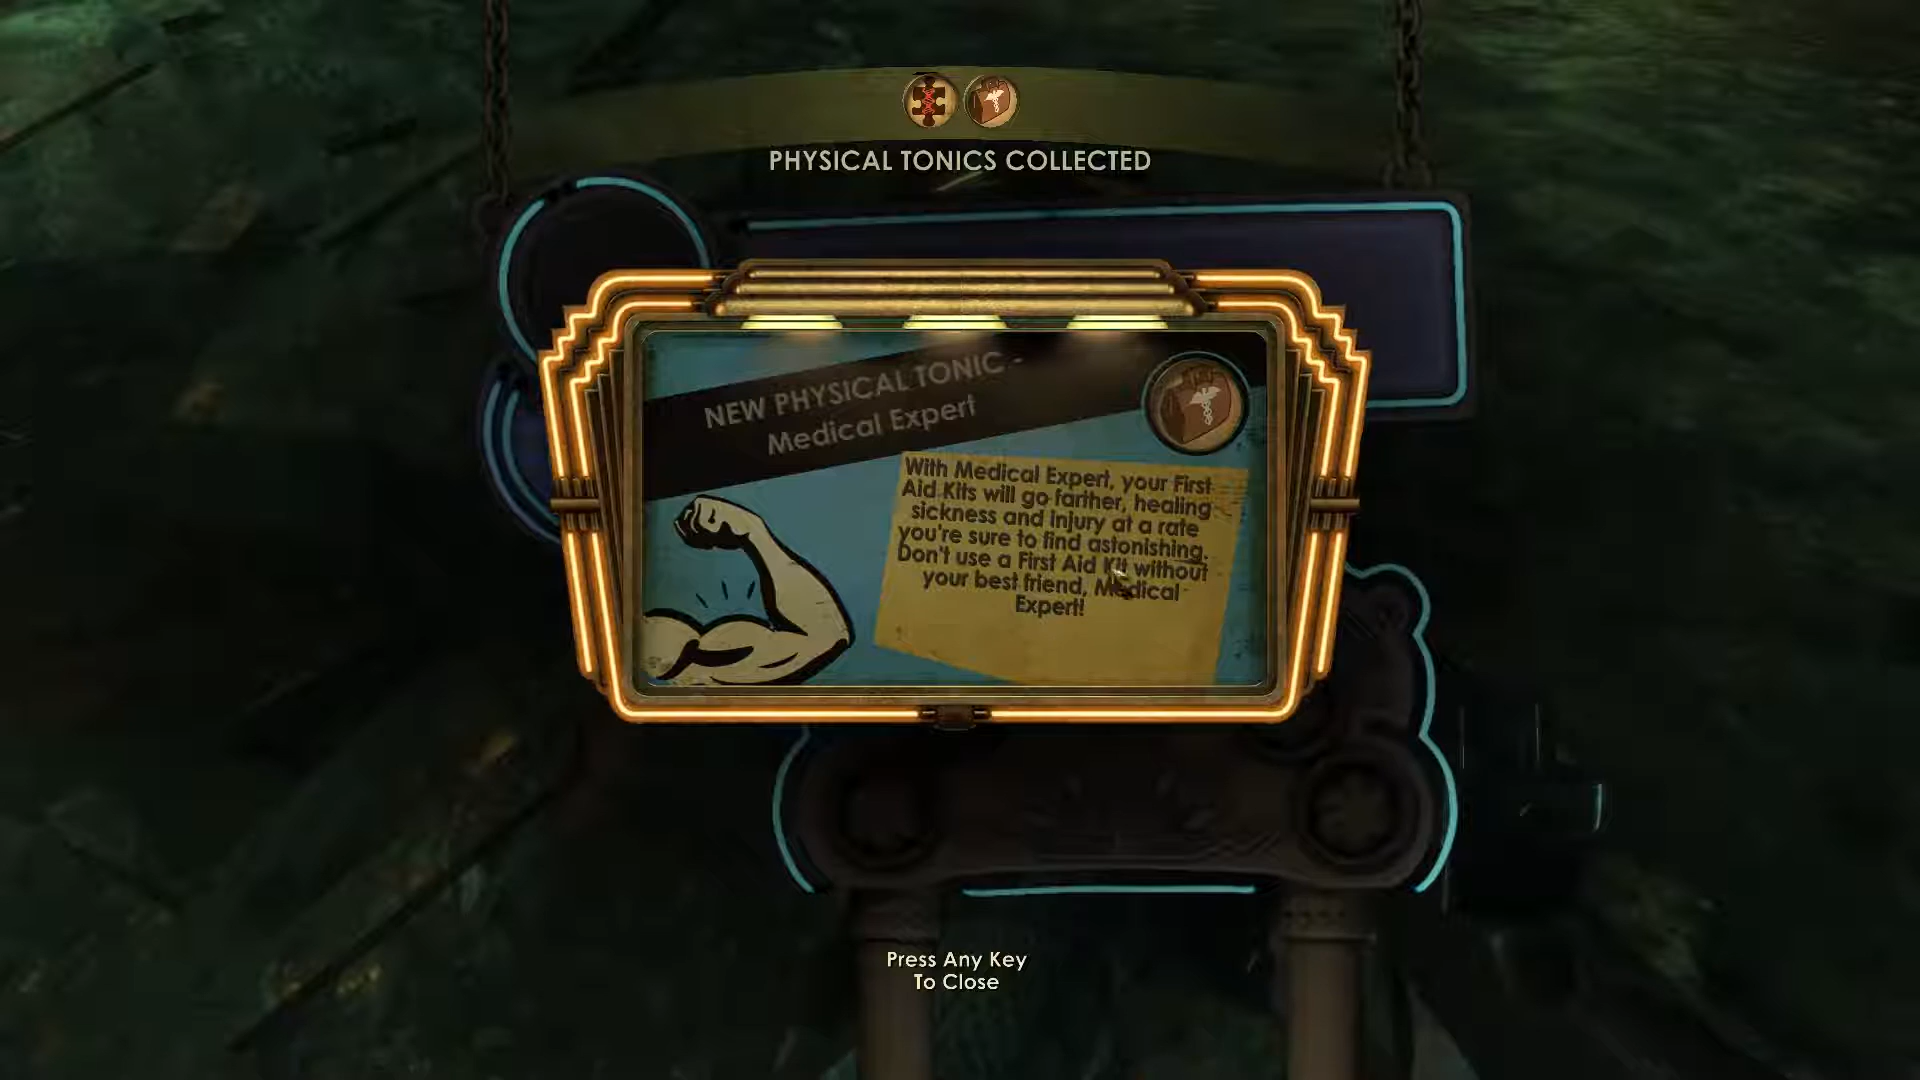 PHYSICAL TONICS COLLECTED
NEW PHYSICAL TONIC -
Medical Expert
With Medical Expert, your First
Aid Kits will go farther, healing
sickness and injury at a rate
you're sure to find astonishing.
Don't use a First Aid Kit without
your best friend, Medical
Expert!
Press Any Key
To Close